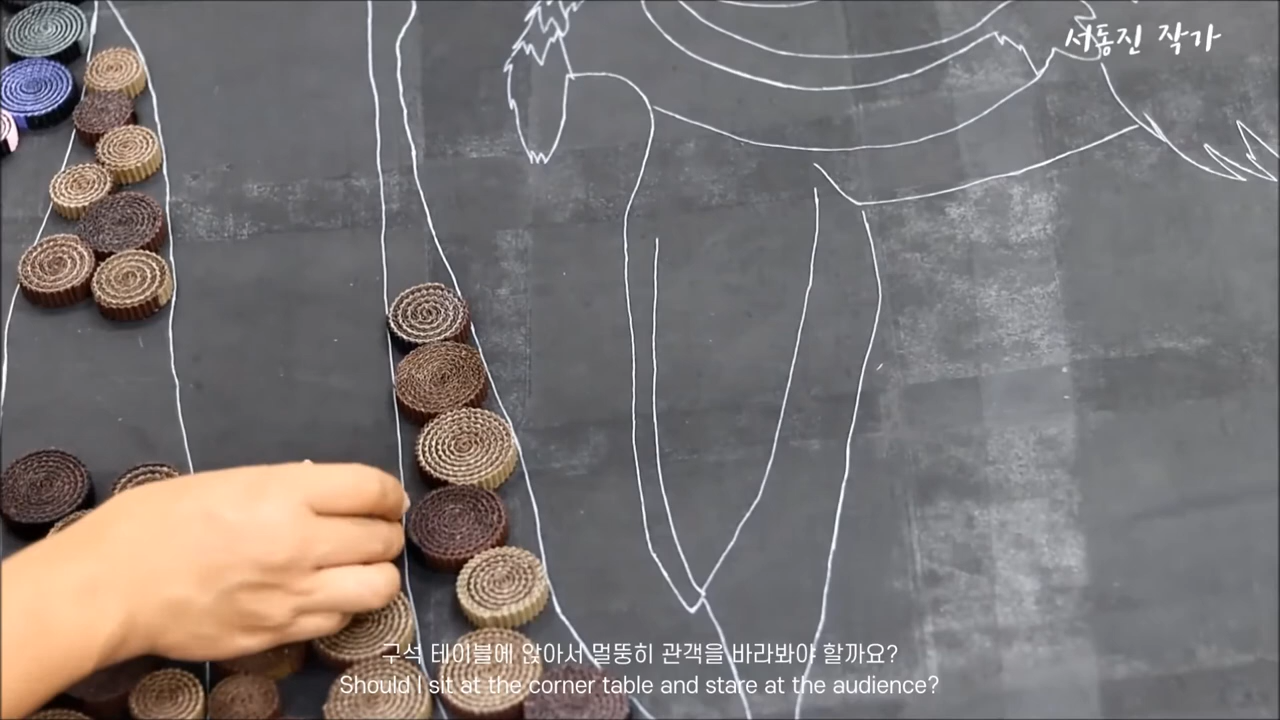 서동진 작가
구석 테이블에 앉아서 멀뚱히 관객을 바라봐야 할까요?
Should I sit at the corner table and stare at the audience?